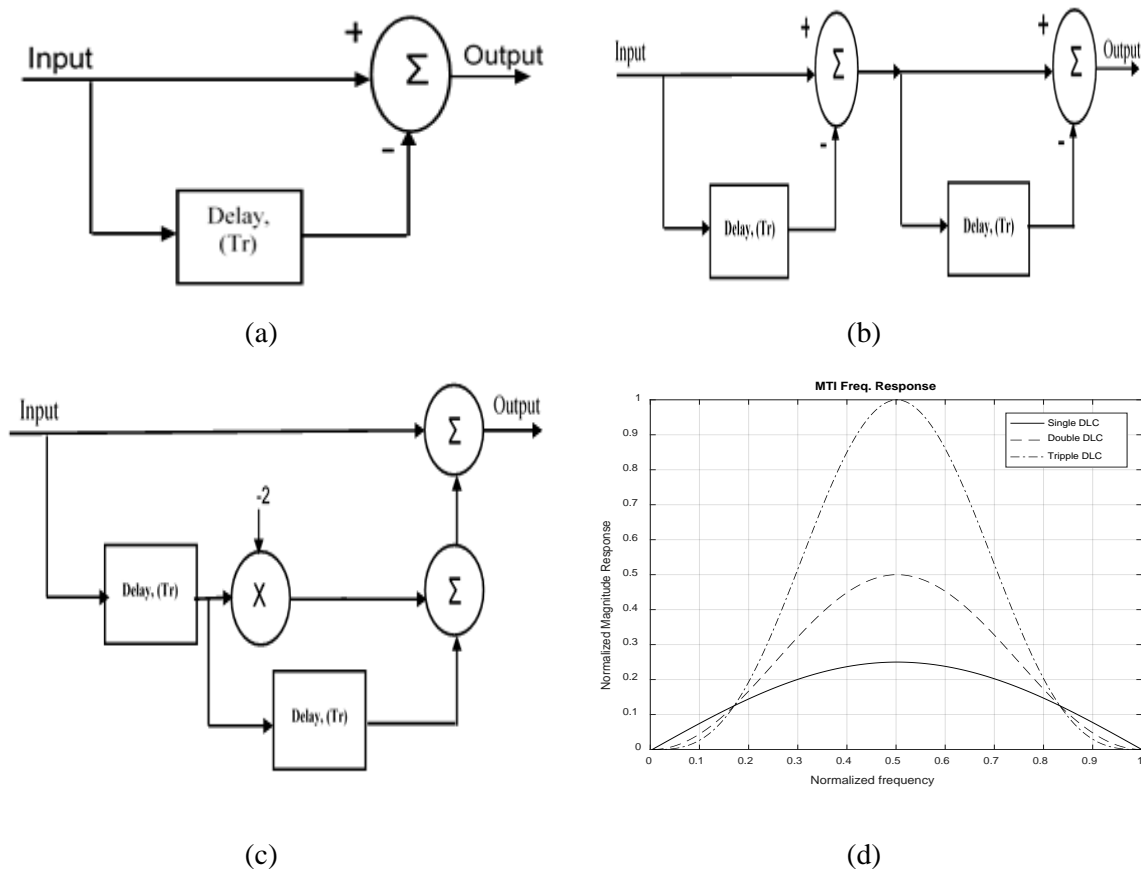 Input
+
Σ
Output
-
Delay,
(Tr)
(a)
Input
+
Σ
-
Delay, (Tr)
+
Σ
Output
-
Delay, (Tr)
(b)
Input
Σ
Output
-2
Delay, (Tr)
X
Σ
Delay, (Tr)
(c)
MTI Freq. Response
1
0.9
0.8
0.7
0.6
0.5
0.4
0.3
0.2
0.1
0
Normalized Magnitude Response
Single DLC
Double DLC
Tripple DLC
0 0.1 0.2 0.3 0.4 0.5 0.6 0.7 0.8 0.9 1
Normalized frequency
(d)